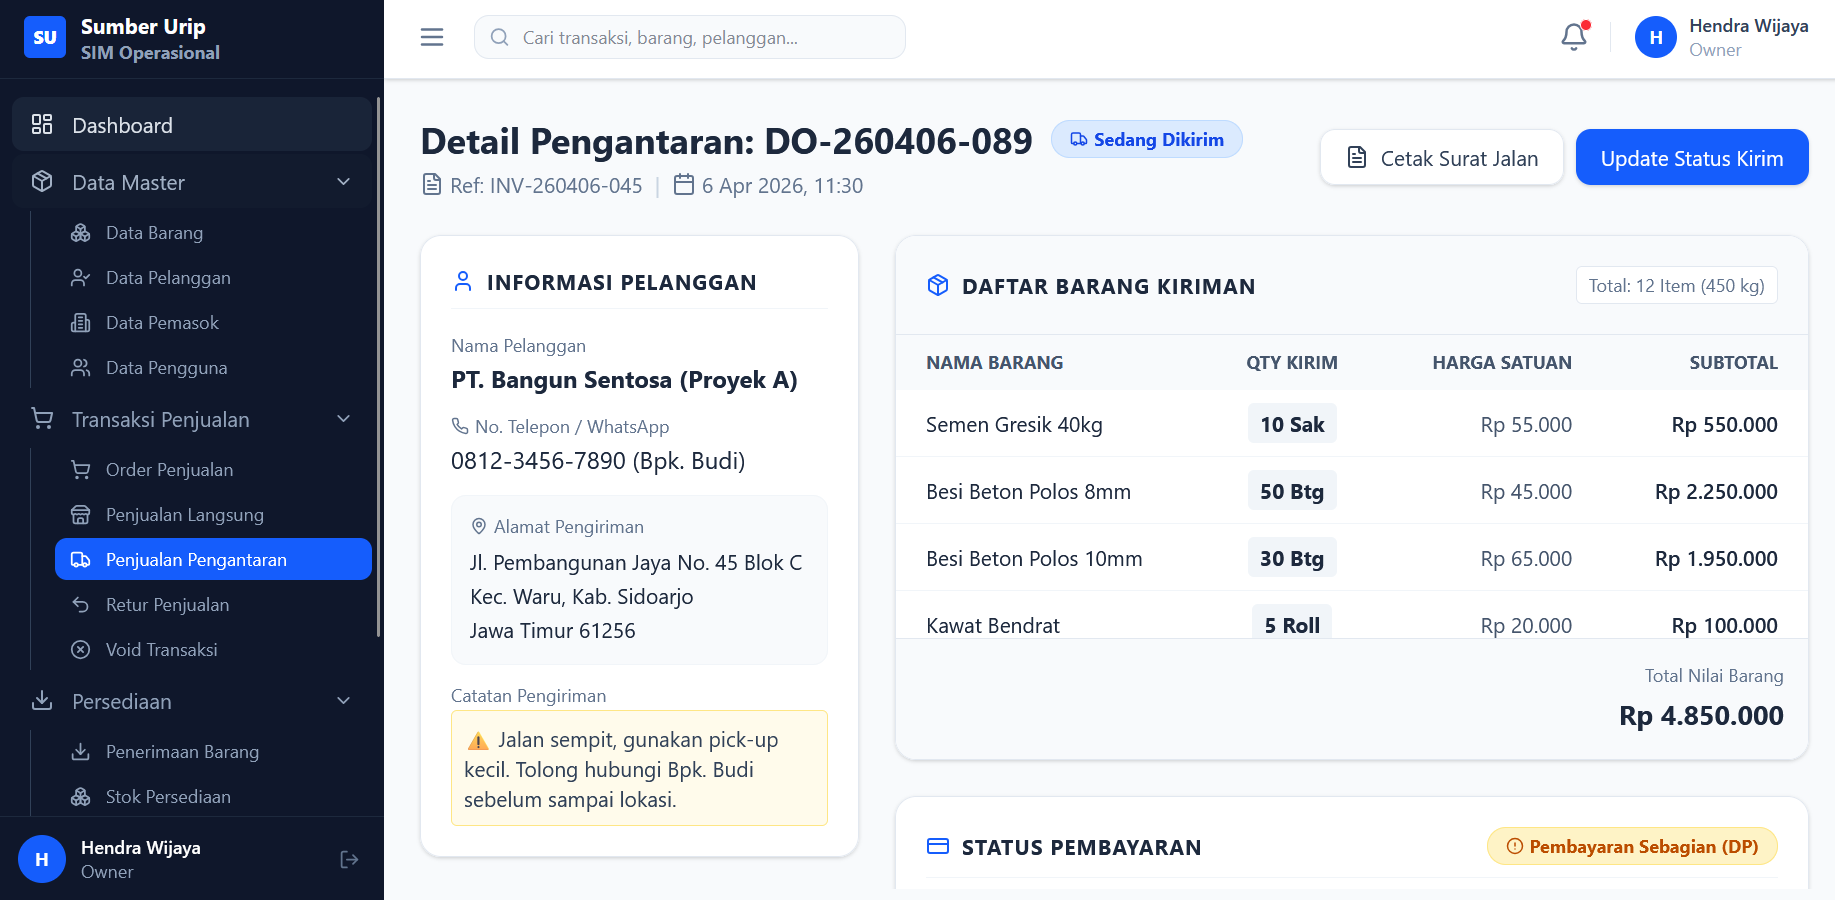 SU
Sumber Urip
SIM Operasional
Dashboard
Data Master
Data Barang
Data Pelanggan
Data Pemasok
Data Pengguna
Transaksi Penjualan
Order Penjualan
Penjualan Langsung
Penjualan Pengantaran
Retur Penjualan
Void Transaksi
Persediaan
Penerimaan Barang
Stok Persediaan
H
Hendra Wijaya
Owner
Cari transaksi, barang, pelanggan...
H
Hendra Wijaya
Owner
Detail Pengantaran: DO-260406-089
Sedang Dikirim
Ref: INV-260406-045 | 6 Apr 2026, 11:30
Cetak Surat Jalan
Update Status Kirim
INFORMASI PELANGGAN
Nama Pelanggan
PT. Bangun Sentosa (Proyek A)
No. Telepon / WhatsApp
0812-3456-7890 (Bpk. Budi)
Alamat Pengiriman
Jl. Pembangunan Jaya No. 45 Blok C
Kec. Waru, Kab. Sidoarjo
Jawa Timur 61256
Catatan Pengiriman
⚠️ Jalan sempit, gunakan pick-up
kecil. Tolong hubungi Bpk. Budi
sebelum sampai lokasi.
DAFTAR BARANG KIRIMAN
Total: 12 Item (450 kg)
NAMA BARANG QTY KIRIM HARGA SATUAN SUBTOTAL
Semen Gresik 40kg 10 Sak Rp 55.000 Rp 550.000
Besi Beton Polos 8mm 50 Btg Rp 45.000 Rp 2.250.000
Besi Beton Polos 10mm 30 Btg Rp 65.000 Rp 1.950.000
Kawat Bendrat 5 Roll Rp 20.000 Rp 100.000
Total Nilai Barang
Rp 4.850.000
STATUS PEMBAYARAN
Pembayaran Sebagian (DP)